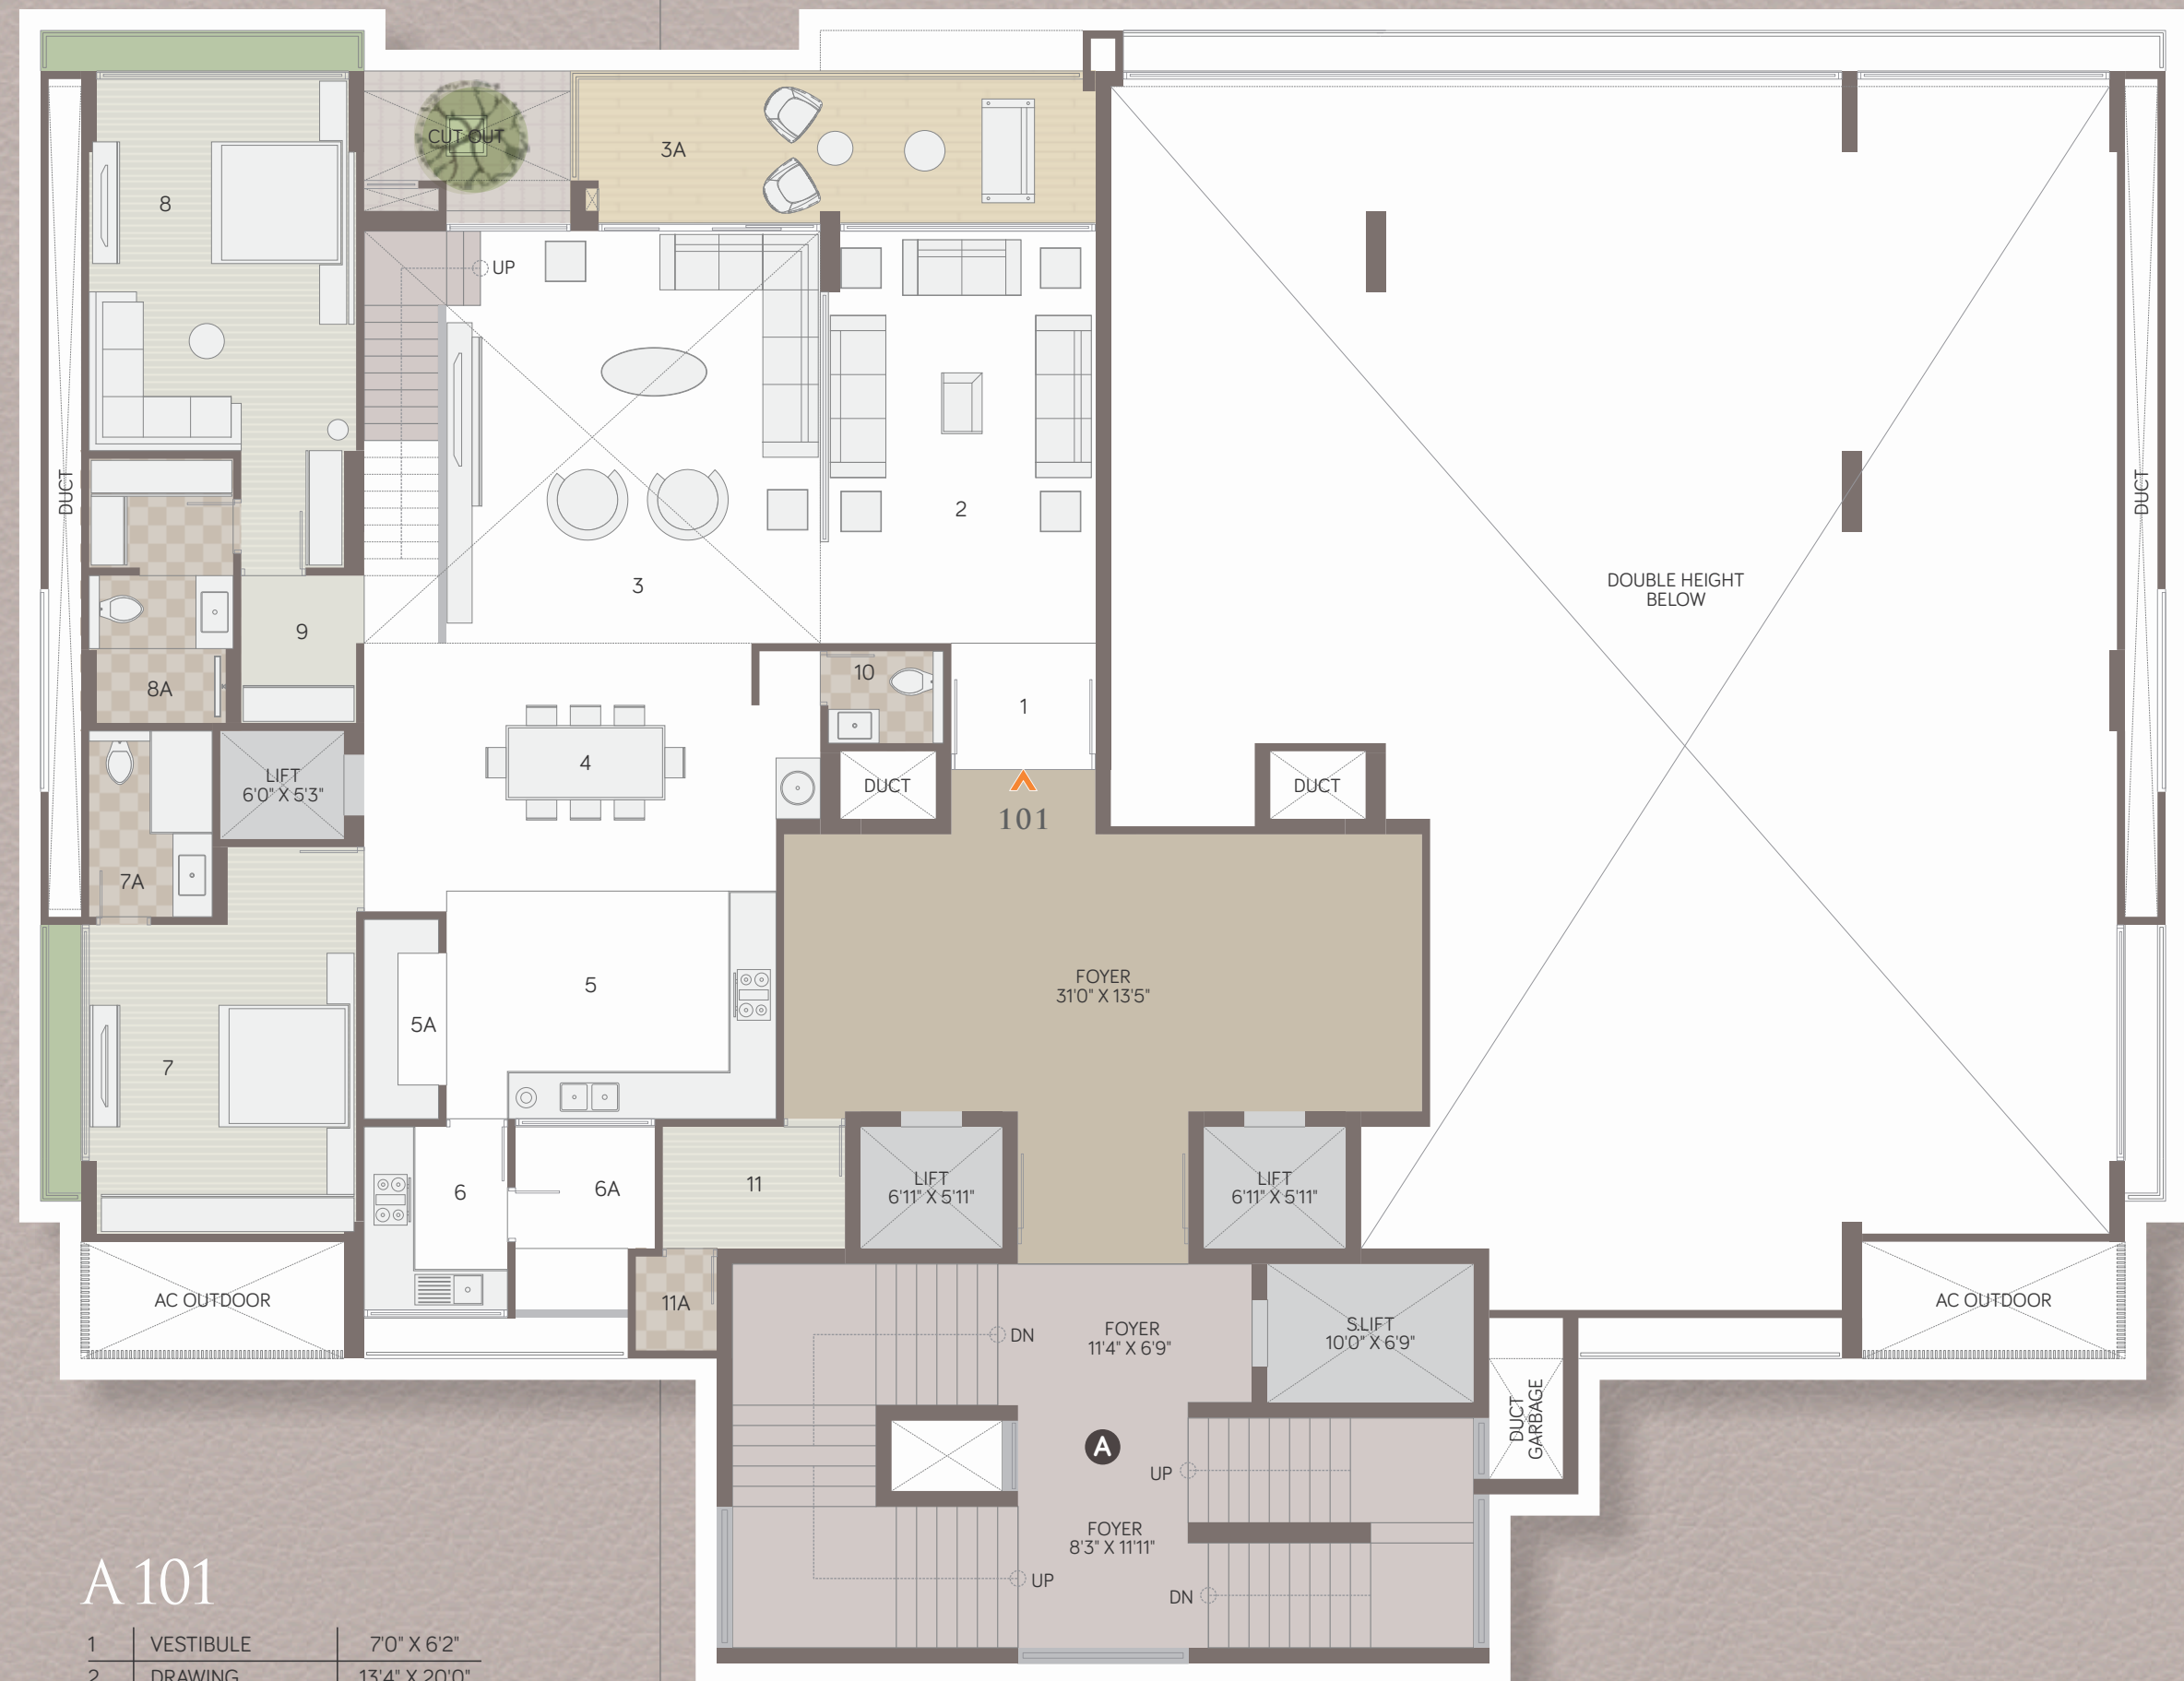 CUT OUT
3A
8
UP
DUCT
2
DUCT
3
DOUBLE HEIGHT
BELOW
9
10
8A
1
4
LIFT
6'0" X 5'3"
DUCT
DUCT
101
7A
FOYER
31'0" X 13'5"
5
5A
7
LIFT
6'11" X 5'11"
LIFT
6'11" X 5'11"
11
6A
6
AC OUTDOOR
AC OUTDOOR
11A
DN
FOYER
11'4" X 6'9"
S.LIFT
10'0" X 6'9"
DUCT
GARBAGE
A
UP
FOYER
8'3" X 11'11"
UP
DN
A 101
1 VESTIBULE 7'0" X 6'2"
2 DRAWING 13'4" X 20'0"